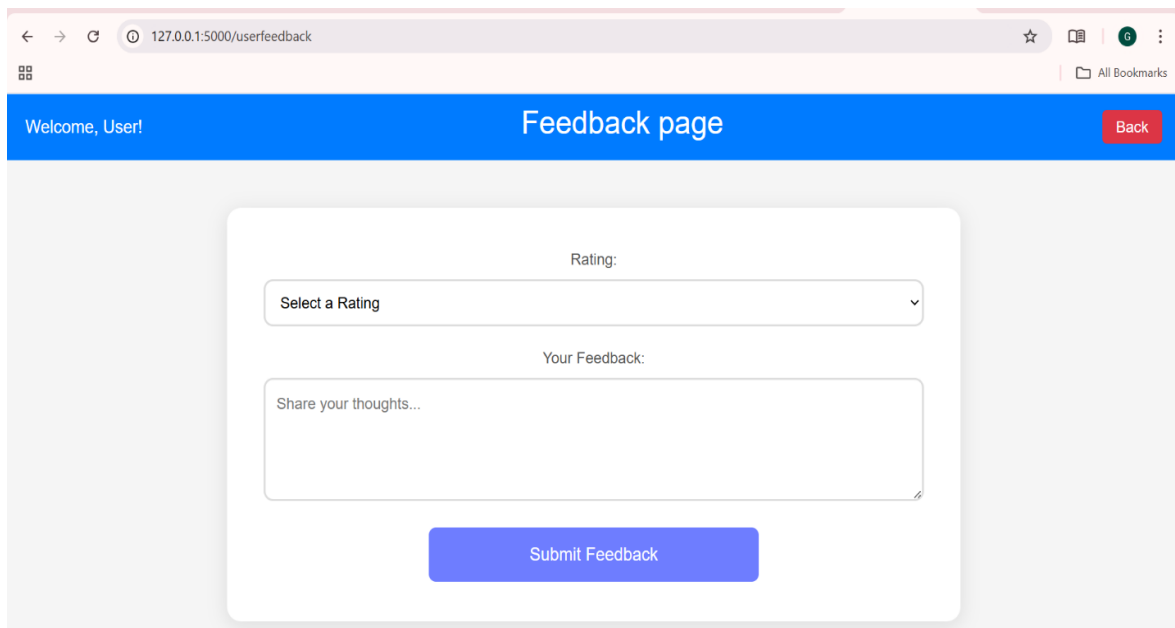 127.0.0.1:5000/userfeedback
G
All Bookmarks
Welcome, User!
Feedback page
Back
Rating:
Select a Rating
Your Feedback:
Share your thoughts...
Submit Feedback